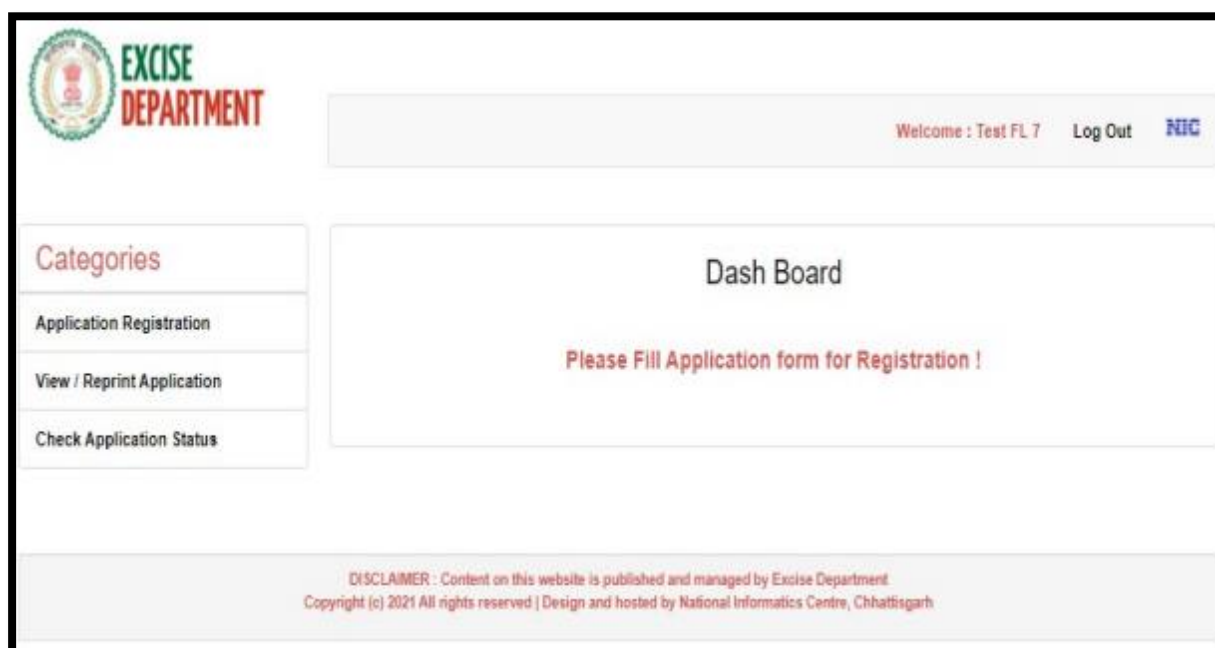 EXCISE
DEPARTMENT
Welcome : Test FL 7 Log Out NIC
Categories
Application Registration
View / Reprint Application
Check Application Status
Dash Board
Please Fill Application form for Registration !
DISCLAIMER : Content on this website is published and managed by Excise Department
Copyright (c) 2021 All rights reserved | Design and hosted by National Informatics Centre, Chhattisgarh